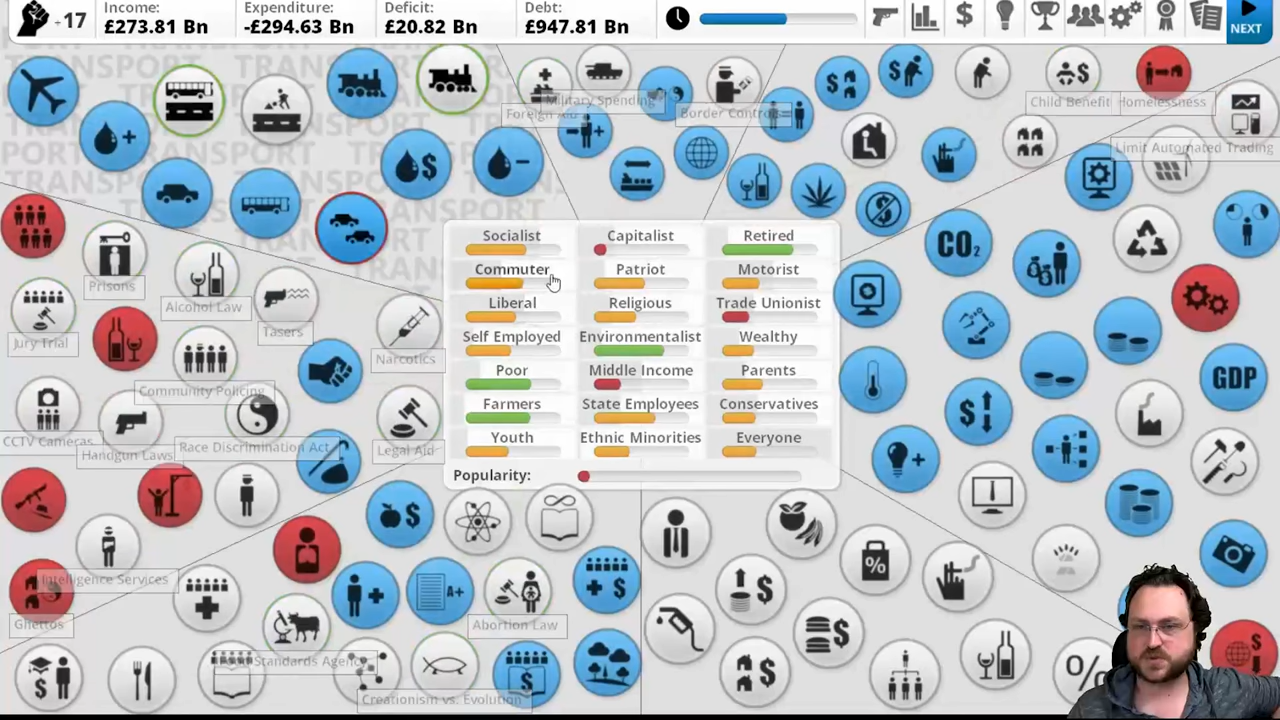 Income: Expenditure: Deficit: Debt:
+17 £273.81 Bn -£294.63 Bn £20.82 Bn £947.81 Bn NEXT
TRANSPORT
Foreign Aid Military Spending Border Controls
Child Benefit Homelessness
Limit Automated Trading
Socialist Capitalist Retired
Commuter Patriot Motorist
Liberal Religious Trade Unionist
Self Employed Environmentalist Wealthy
Poor Middle Income Parents
Farmers State Employees Conservatives
Youth Ethnic Minorities Everyone
Popularity:
Prisons
Alcohol Law
Tasers
Jury Trial
Narcotics
Community Policing
CCTV Cameras
Handgun Laws
Race Discrimination Act
Legal Aid
Intelligence Services
Ghettos
Abortion Law
Standards Agency
Creationism vs. Evolution
CO₂
GDP
$
A+
%